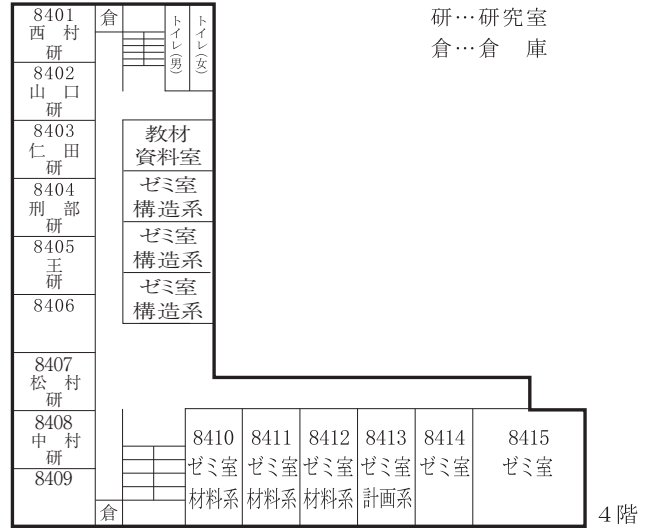 8401
西 村
研
8402
山 口
研
8403
仁 田
研
8404
刑 部
研
8405
王
研
8406
8407
松 村
研
8408
中 村
研
8409
倉
トイレ(男)
トイレ(女)
教材
資料室
ゼミ室
構造系
ゼミ室
構造系
ゼミ室
構造系
倉
8410
ゼミ室
材料系
8411
ゼミ室
材料系
8412
ゼミ室
材料系
8413
ゼミ室
計画系
8414
ゼミ室
8415
ゼミ室
研…研究室
倉…倉 庫
4階